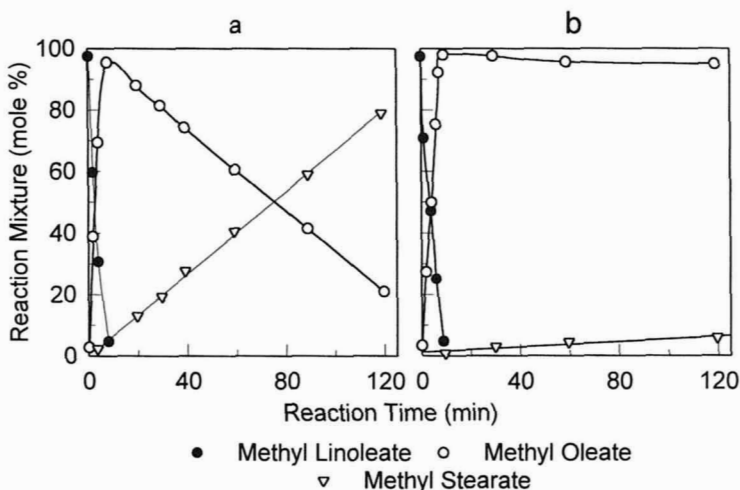 a
b
100
80
60
40
20
0
Reaction Mixture (mole %)
0 40 80 120
0 40 80 120
Reaction Time (min)
Methyl Linoleate
Methyl Oleate
Methyl Stearate